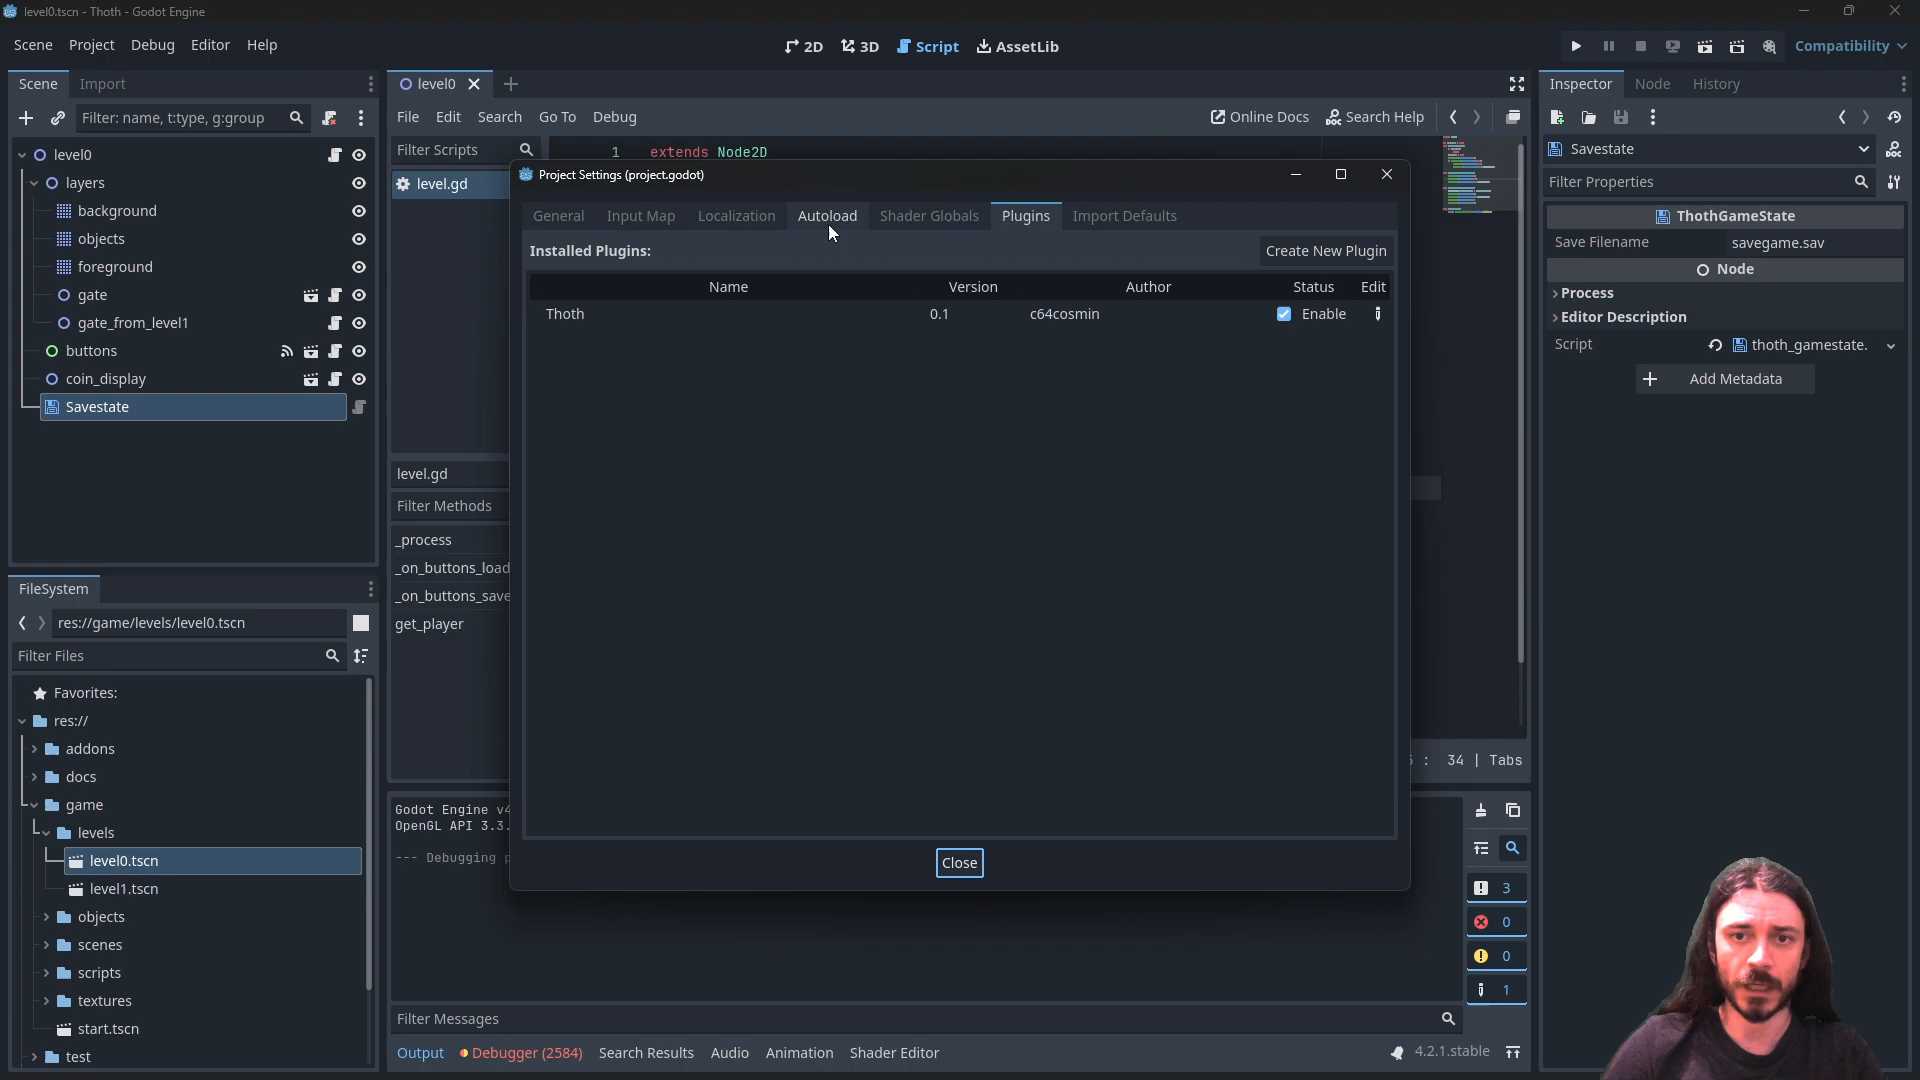 level0.tscn - Thoth - Godot Engine
Scene Project Debug Editor Help
2D 3D Script AssetLib
Compatibility
Scene Import
Filter: name, t:type, g:group
level0
layers
background
objects
foreground
gate
gate_from_level1
buttons
coin_display
Savestate
FileSystem
res://game/levels/level0.tscn
Filter Files
Favorites:
res://
addons
docs
game
levels
level0.tscn
level1.tscn
objects
scenes
scripts
textures
start.tscn
test
level0
File Edit Search Go To Debug
Online Docs Search Help
Filter Scripts
level.gd
1 extends Node2D
level.gd
Filter Methods
_process
_on_buttons_load
_on_buttons_save
get_player
Project Settings (project.godot)
General Input Map Localization Autoload Shader Globals Plugins Import Defaults
Installed Plugins: Create New Plugin
Name Version Author Status Edit
Thoth 0.1 c64cosmin Enable
Close
: 34 | Tabs
Godot Engine v4
OpenGL API 3.3.
--- Debugging p
3
0
0
1
Filter Messages
Output Debugger (2584) Search Results Audio Animation Shader Editor
4.2.1.stable
Inspector Node History
Savestate
Filter Properties
ThothGameState
Save Filename savegame.sav
Node
Process
Editor Description
Script thoth_gamestate.
Add Metadata